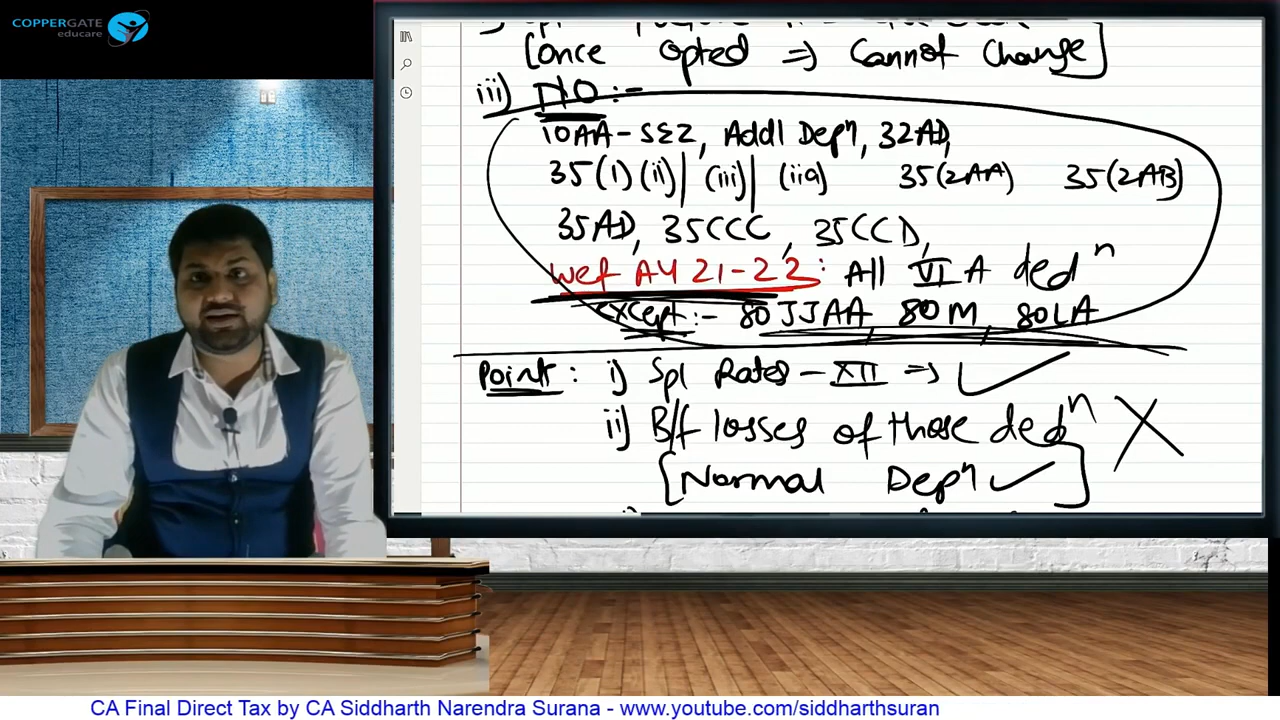 COPPERGATE
educare
[once opted => Cannot Change]
iii) NO :-
10AA - SEZ, Addl Depⁿ, 32AD,
35(1)(ii)| (iii)| (iia) 35(2AA) 35(2AB)
35AD, 35CCC, 35CCD,
wef AY 21-22: All VI A dedⁿ
except:- 80JJAA, 80M, 80LA
Point: i) Spl Rates - XII => ✓
ii) B/f losses of those dedⁿ X
[Normal Depⁿ ✓]
CA Final Direct Tax by CA Siddharth Narendra Surana - www.youtube.com/siddharthsuran